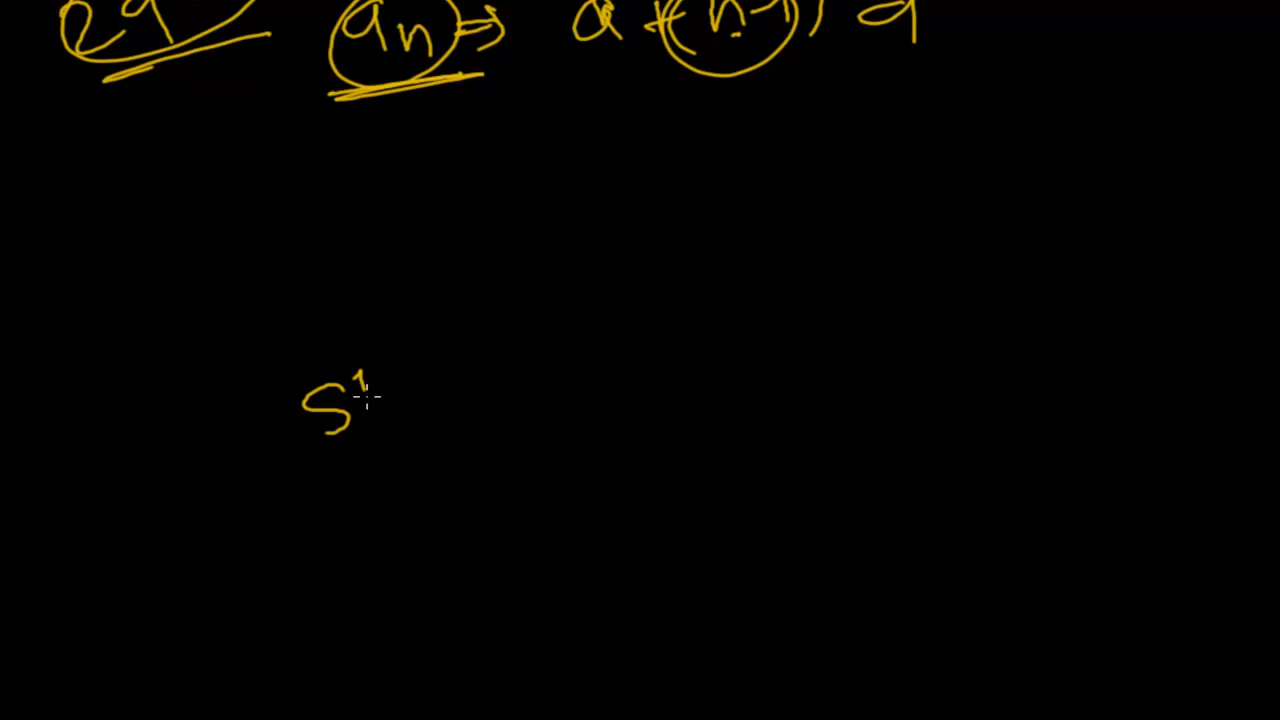 aₙ ⇒ a + (n-1) d
S